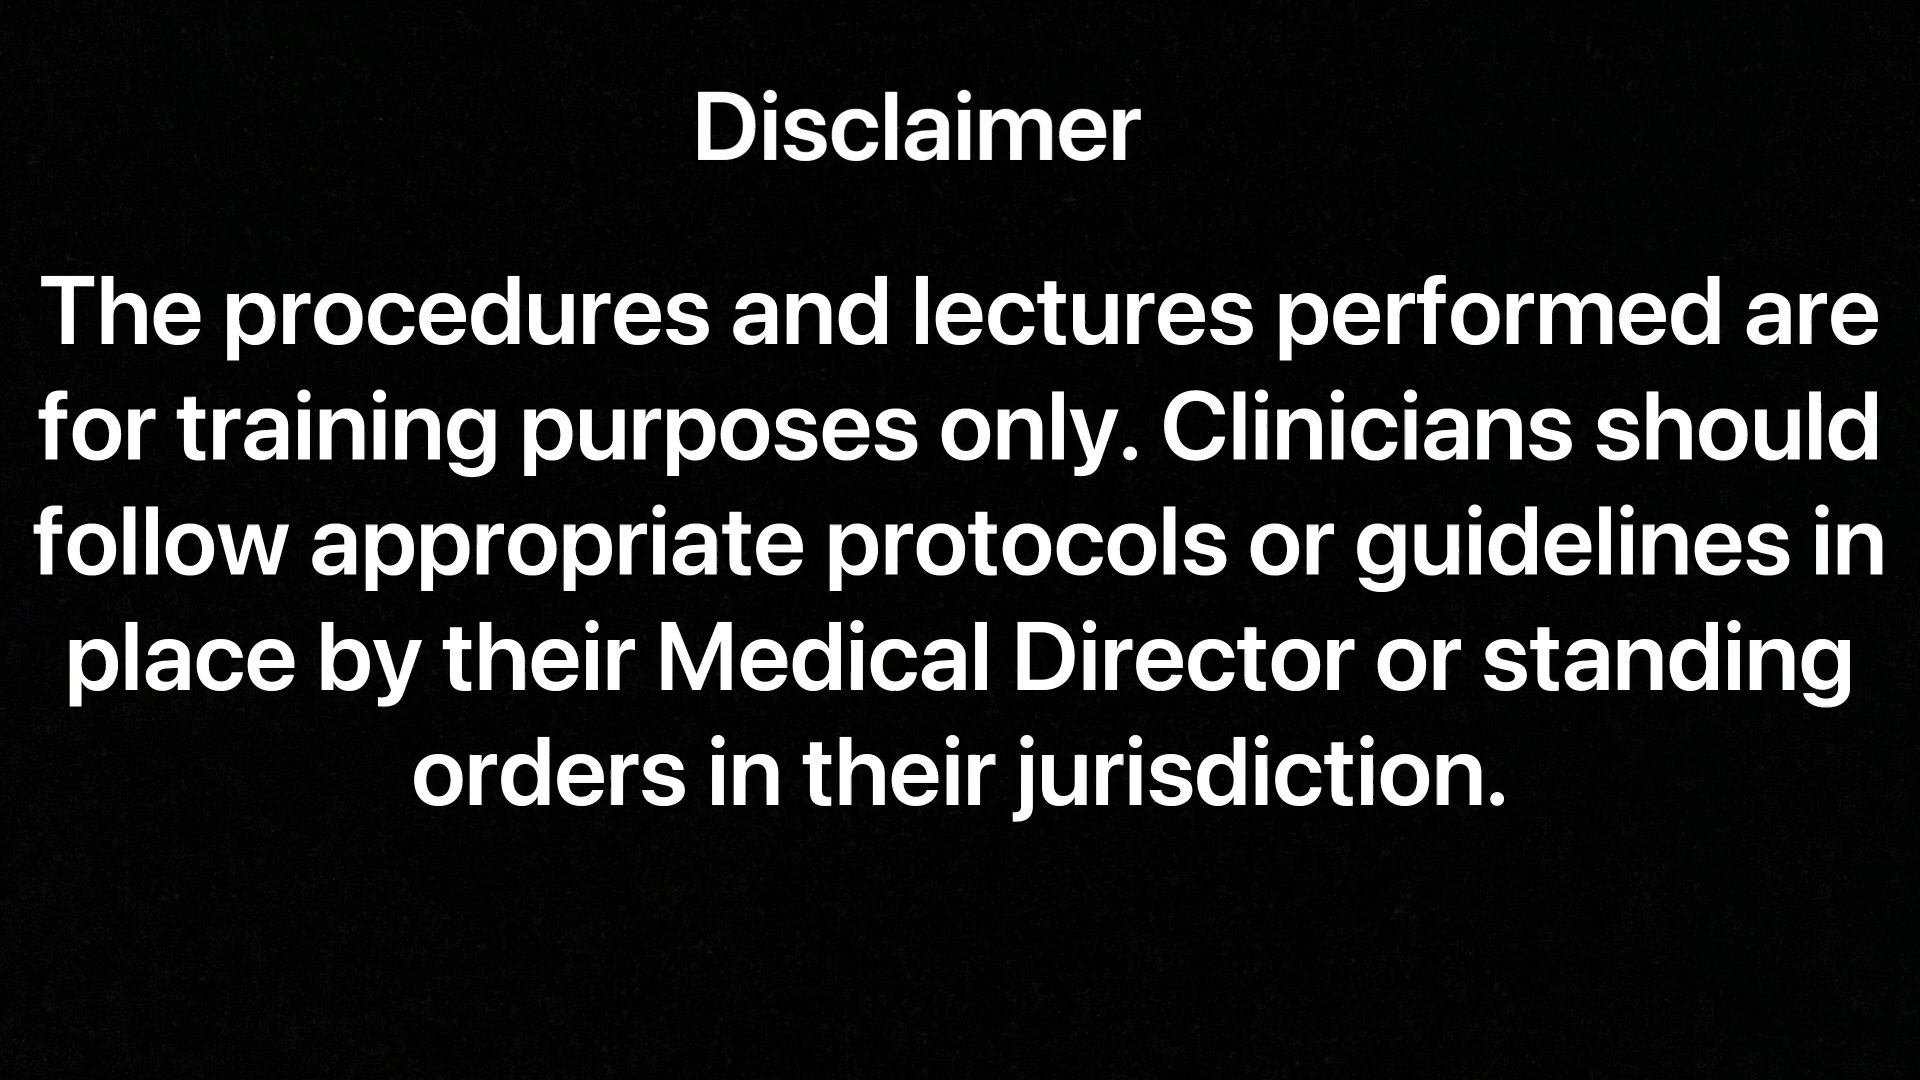 Disclaimer
The procedures and lectures performed are
for training purposes only. Clinicians should
follow appropriate protocols or guidelines in
place by their Medical Director or standing
orders in their jurisdiction.